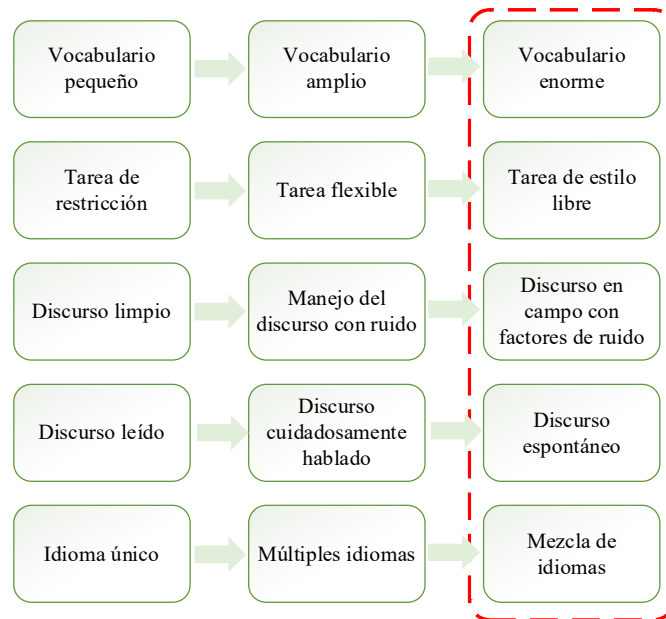 Vocabulario
pequeño
Vocabulario
amplio
Vocabulario
enorme
Tarea de
restricción
Tarea flexible
Tarea de estilo
libre
Discurso limpio
Manejo del
discurso con ruido
Discurso en
campo con
factores de ruido
Discurso leído
Discurso
cuidadosamente
hablado
Discurso
espontáneo
Idioma único
Múltiples idiomas
Mezcla de
idiomas